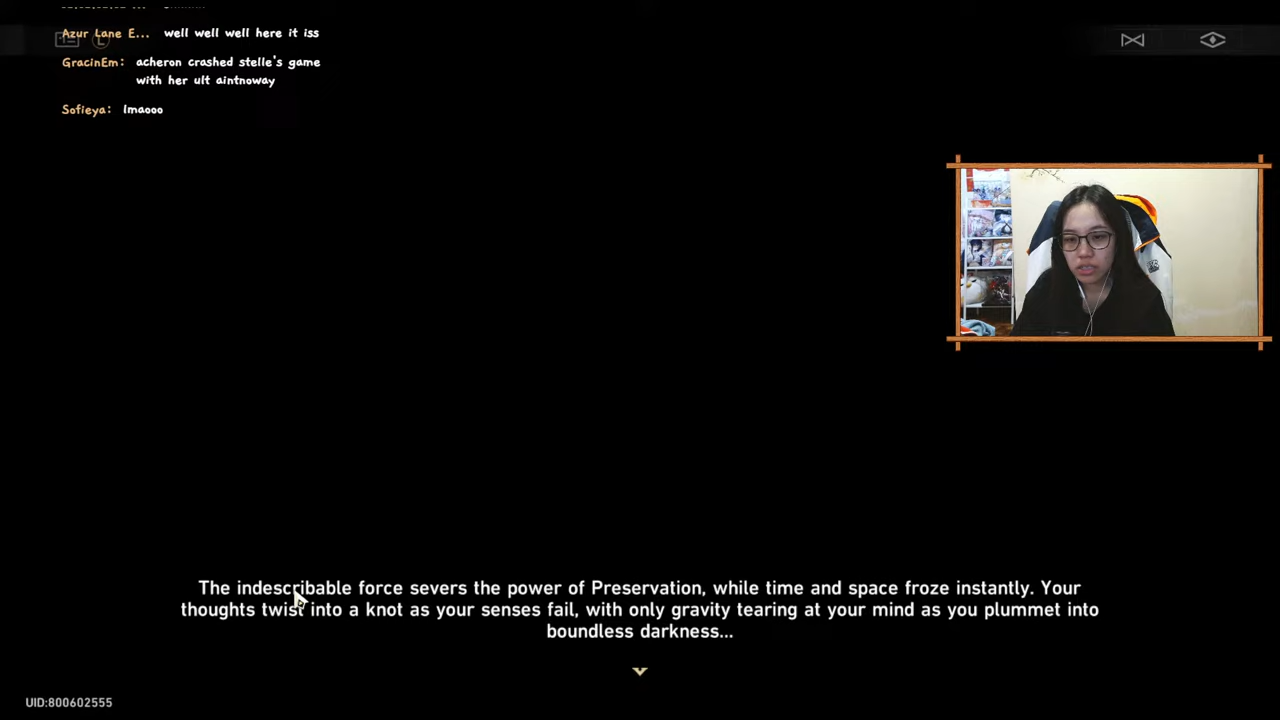 Azur Lane E... well well well here it iss
GracinEm: acheron crashed stelle's game
with her ult aintnoway
Sofieya: lmaooo
The indescribable force severs the power of Preservation, while time and space froze instantly. Your
thoughts twist into a knot as your senses fail, with only gravity tearing at your mind as you plummet into
boundless darkness...
UID:800602555